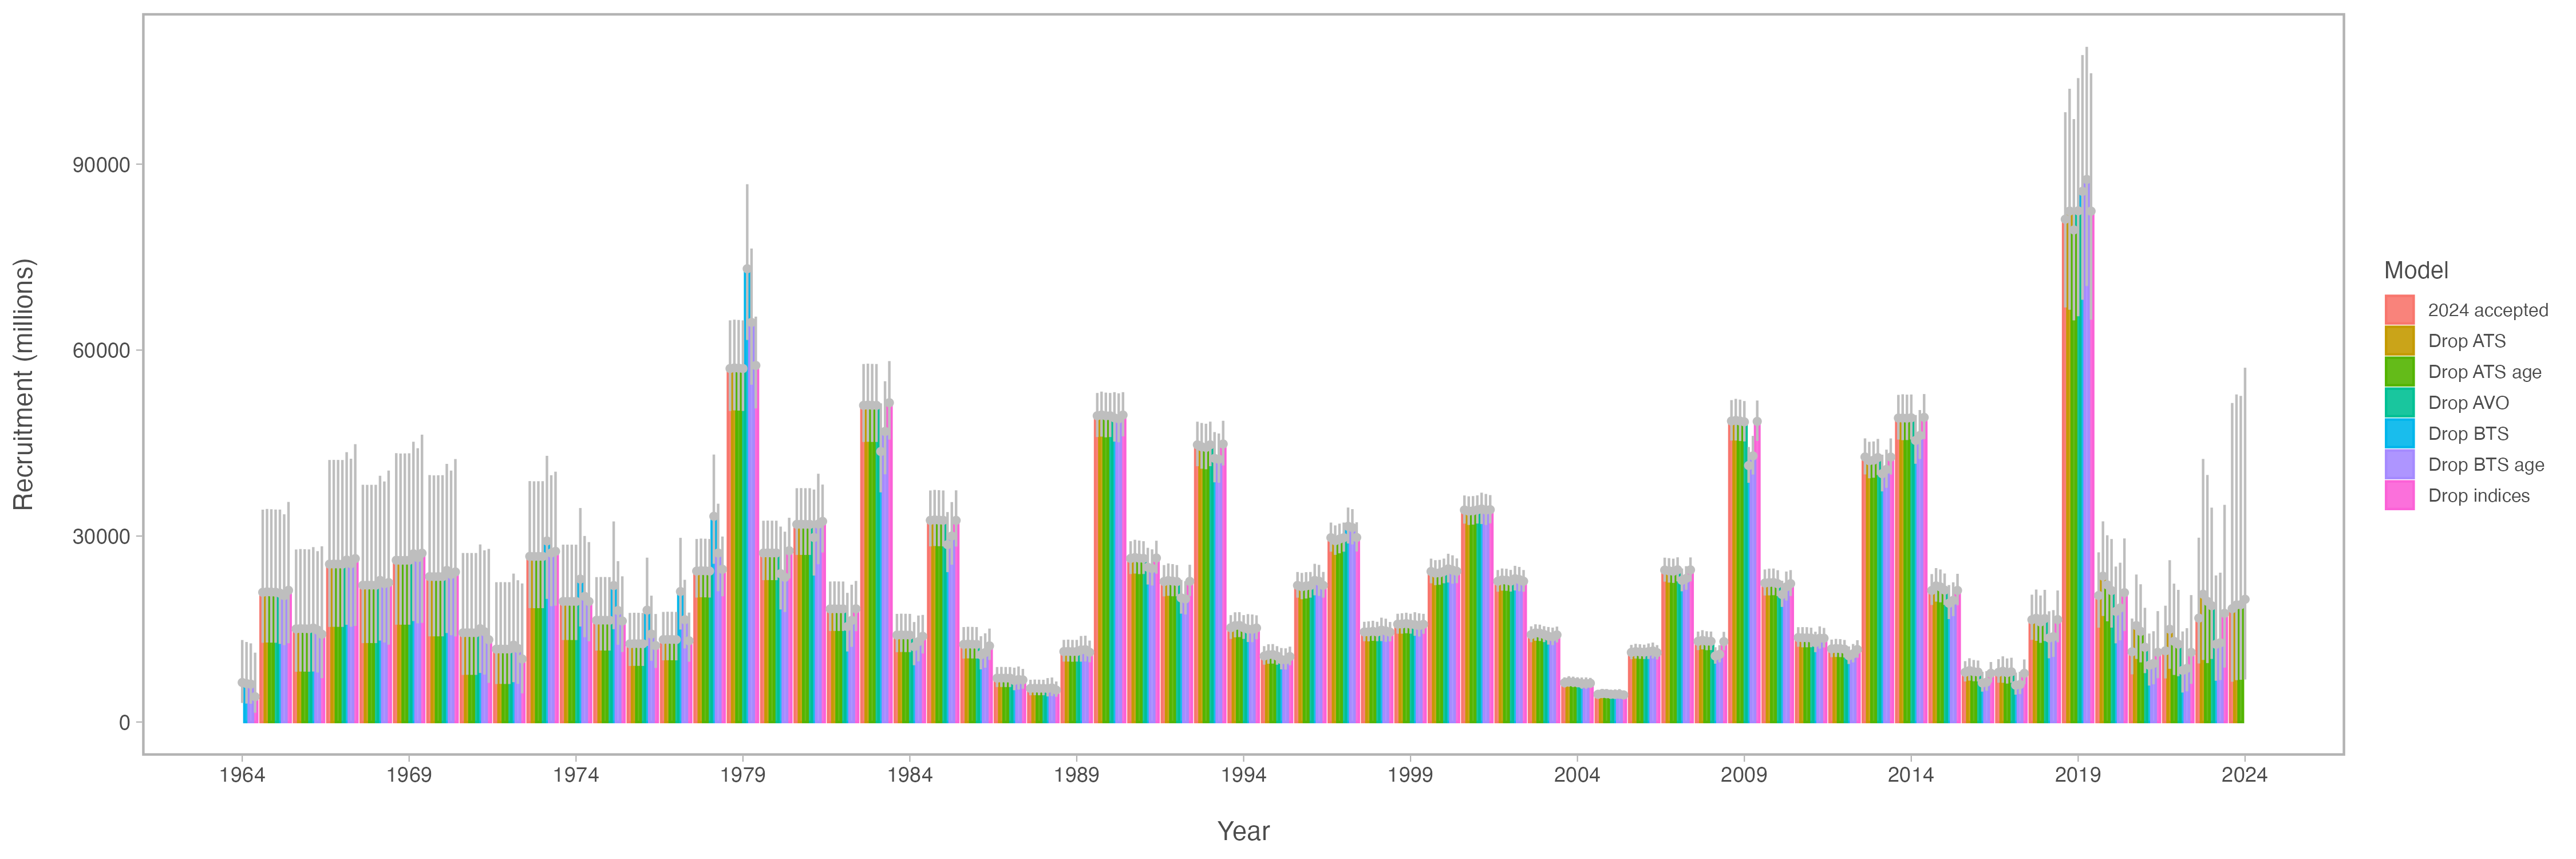 Recruitment (millions)
90000
60000
30000
0
1964 1969 1974 1979 1984 1989 1994 1999 2004 2009 2014 2019 2024
Year
Model
2024 accepted
Drop ATS
Drop ATS age
Drop AVO
Drop BTS
Drop BTS age
Drop indices